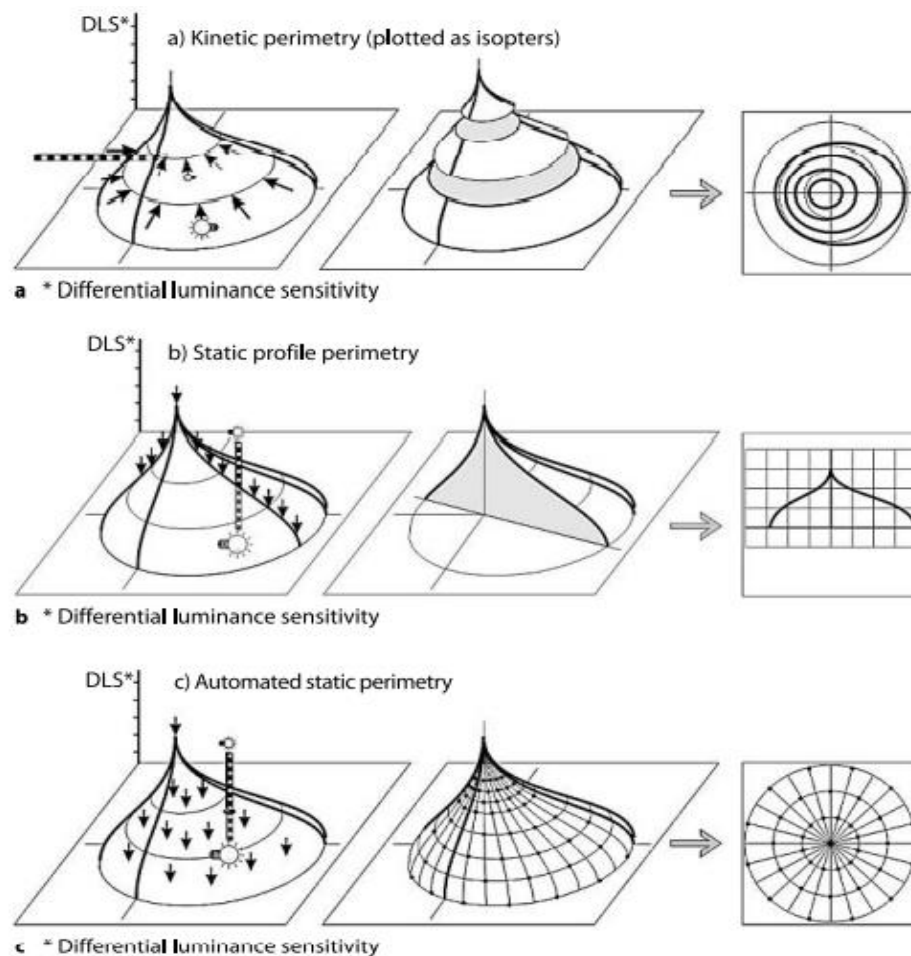 DLS*
a) Kinetic perimetry (plotted as isopters)
a * Differential luminance sensitivity
DLS*
b) Static profile perimetry
b * Differential luminance sensitivity
DLS*
c) Automated static perimetry
c * Differential luminance sensitivity